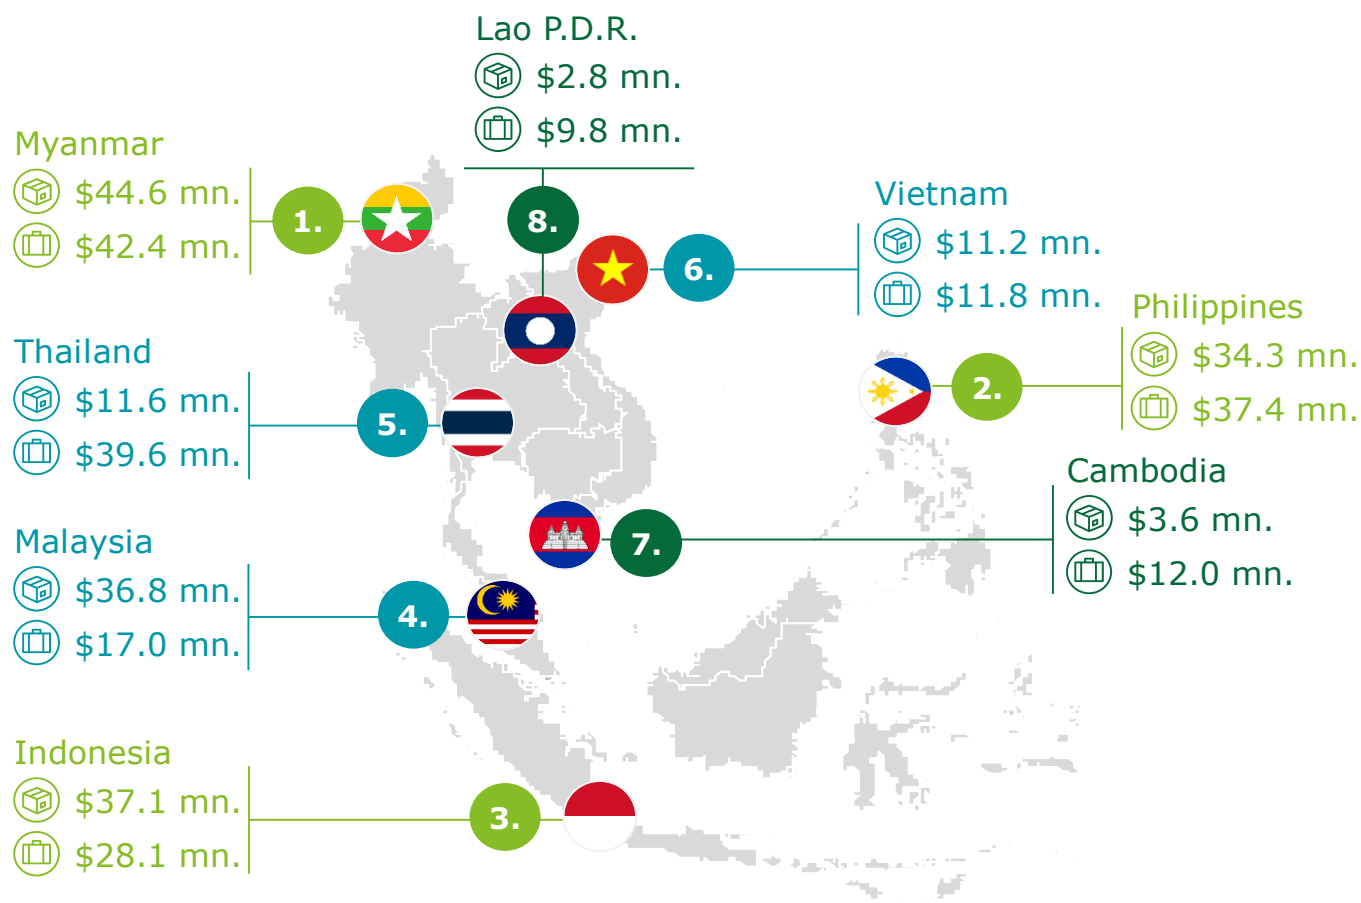 Lao P.D.R.
$2.8 mn.
$9.8 mn.
8.
Myanmar
$44.6 mn.
$42.4 mn.
1.
Vietnam
$11.2 mn.
$11.8 mn.
6.
Philippines
$34.3 mn.
$37.4 mn.
2.
Thailand
$11.6 mn.
$39.6 mn.
5.
Cambodia
$3.6 mn.
$12.0 mn.
7.
Malaysia
$36.8 mn.
$17.0 mn.
4.
Indonesia
$37.1 mn.
$28.1 mn.
3.